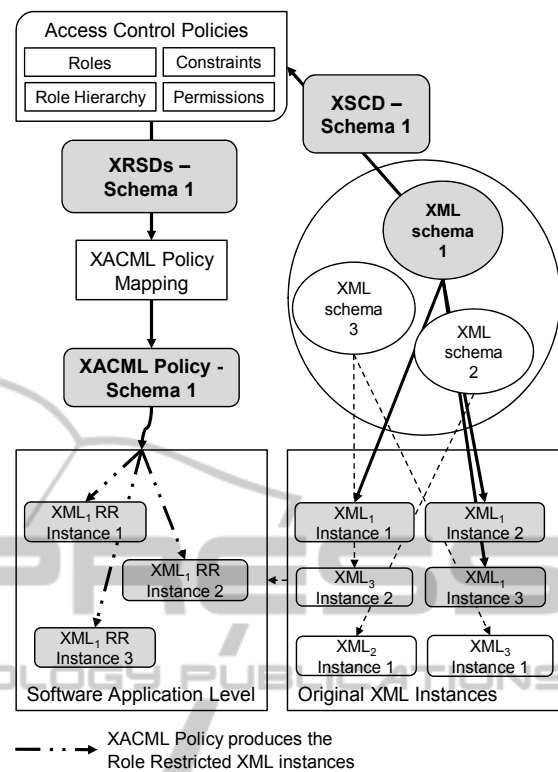 Access Control Policies
Roles
Constraints
Role Hierarchy
Permissions
XSCD –
Schema 1
XRSDs –
Schema 1
XML
schema
1
XACML Policy
Mapping
XML
schema
3
XML
schema
2
XACML Policy -
Schema 1
XML1 RR
Instance 1
XML1 RR
Instance 2
XML1 RR
Instance 3
Software Application Level
XML1
Instance 1
XML1
Instance 2
XML3
Instance 2
XML1
Instance 3
XML2
Instance 1
XML3
Instance 1
Original XML Instances
PRESS
OLOGY PUBLICATIONS
XACML Policy produces the
Role Restricted XML instances